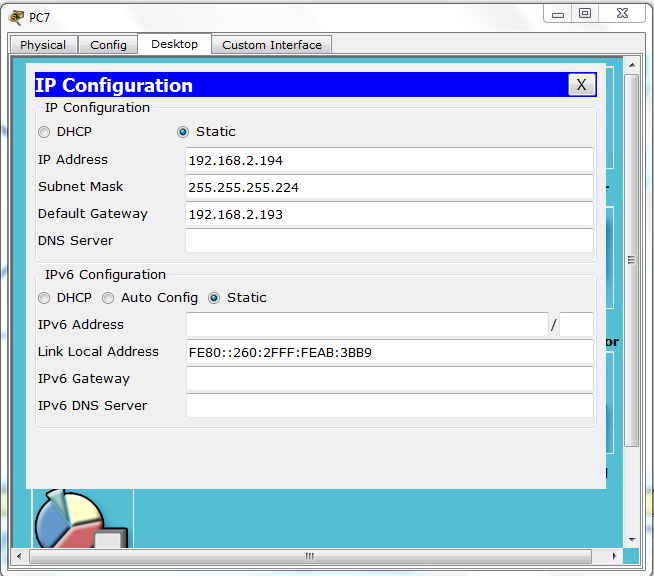 PC7
Physical Config Desktop Custom Interface
IP Configuration X
IP Configuration
DHCP Static
IP Address 192.168.2.194
Subnet Mask 255.255.255.224
Default Gateway 192.168.2.193
DNS Server
IPv6 Configuration
DHCP Auto Config Static
IPv6 Address /
or
Link Local Address FE80::260:2FFF:FEAB:3BB9
IPv6 Gateway
IPv6 DNS Server